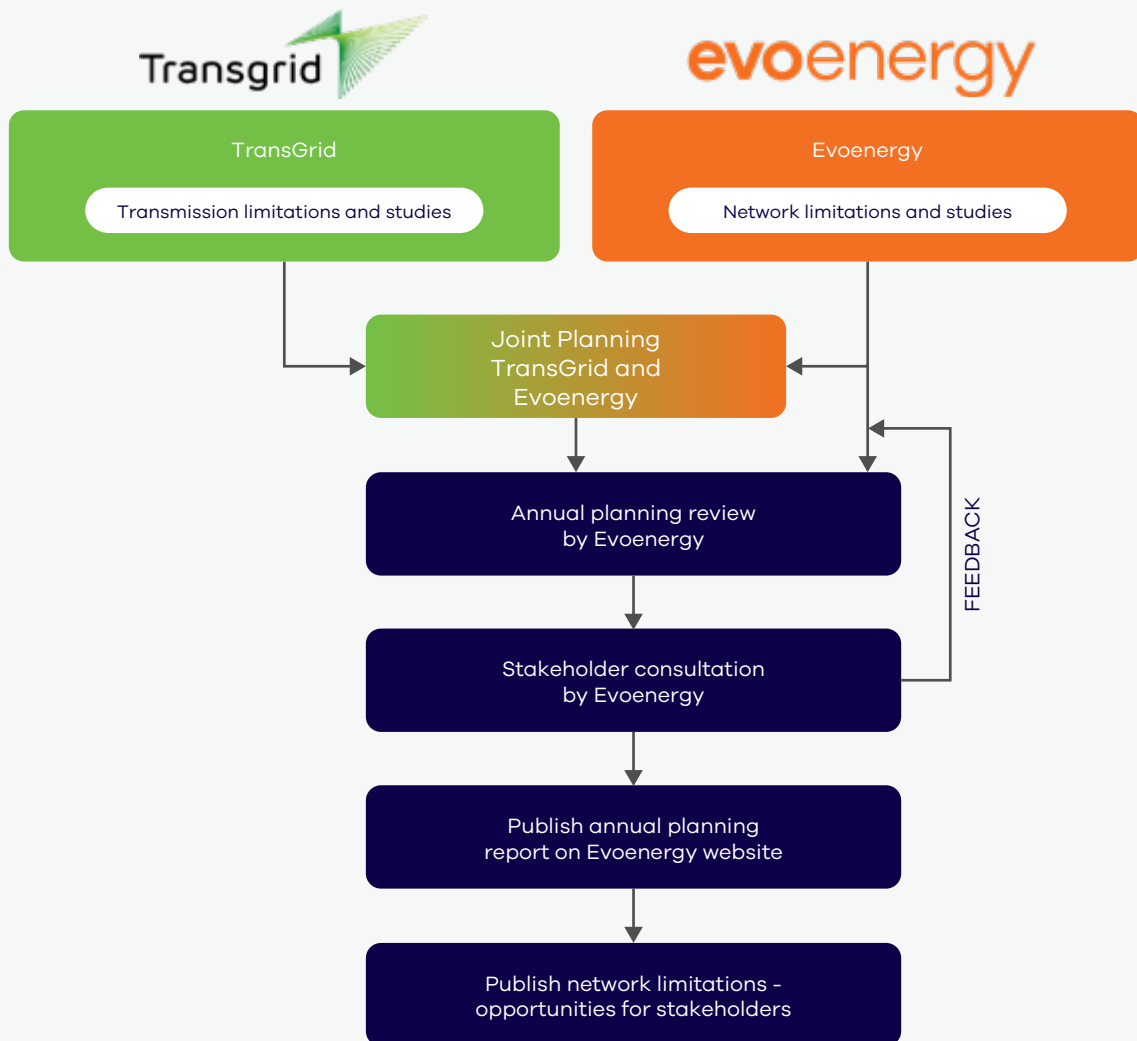 Transgrid
evoenergy
TransGrid
Transmission limitations and studies
Evoenergy
Network limitations and studies
Joint Planning
TransGrid and
Evoenergy
Annual planning review
by Evoenergy
FEEDBACK
Stakeholder consultation
by Evoenergy
Publish annual planning
report on Evoenergy website
Publish network limitations -
opportunities for stakeholders